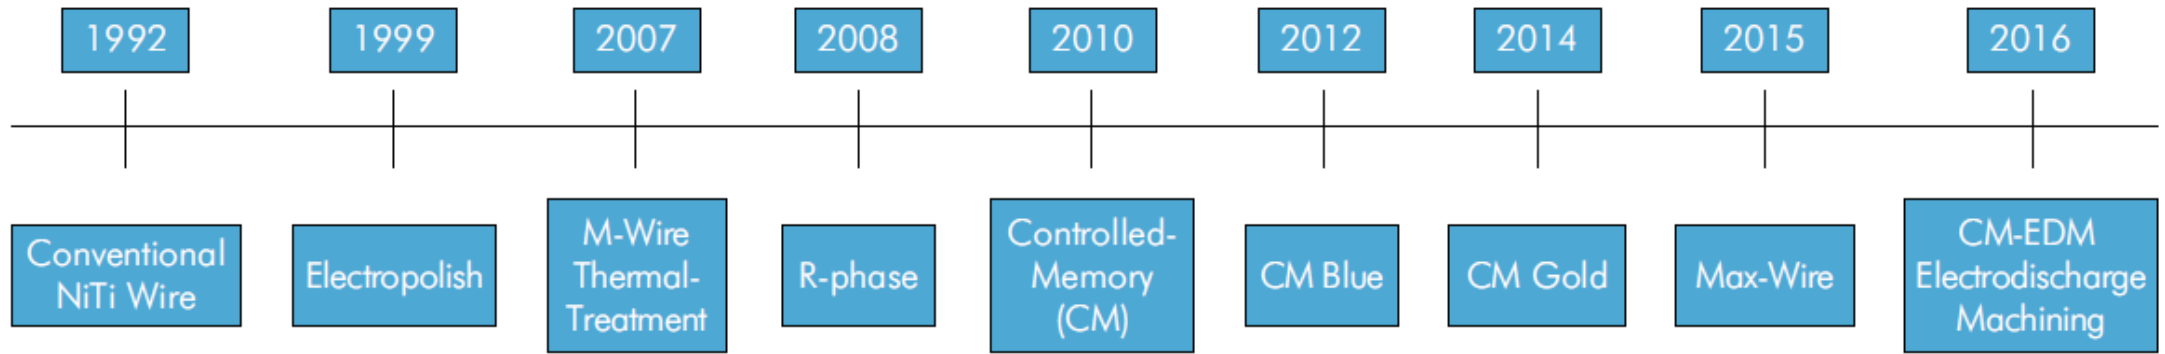 1992
1999
2007
2008
2010
2012
2014
2015
2016
Conventional
NiTi Wire
Electropolish
M-Wire
Thermal-
Treatment
R-phase
Controlled-
Memory
(CM)
CM Blue
CM Gold
Max-Wire
CM-EDM
Electrodischarge
Machining